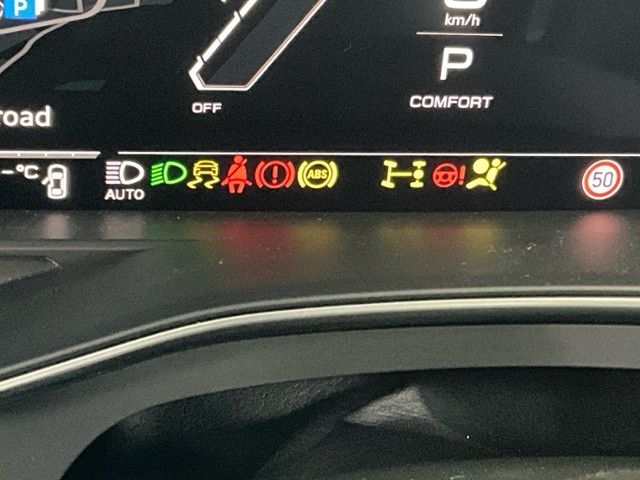 P
km/h
P
COMFORT
OFF
road
-°C
AUTO
!
ABS
!
50